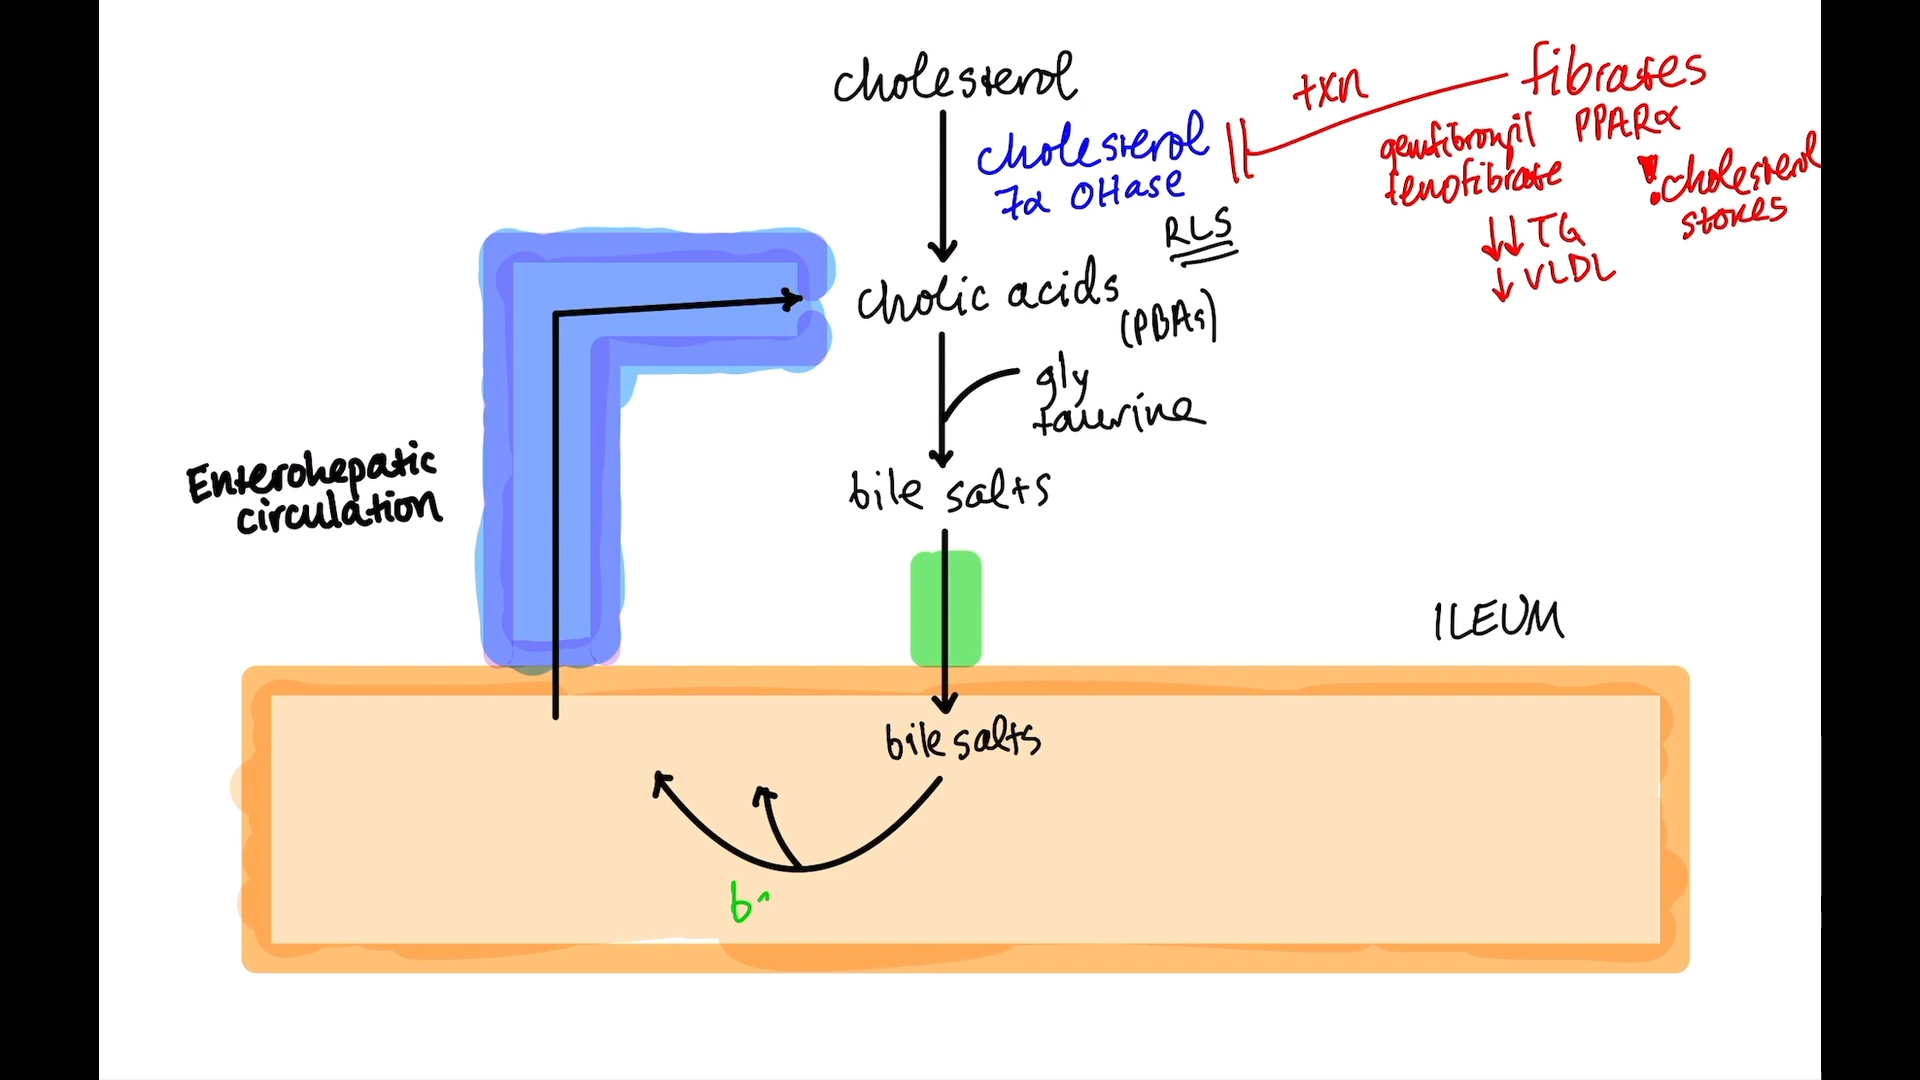 cholesterol
cholesterol
7α OHase
RLS
txn
fibrates
gemfibrozil
fenofibrate
PPARα
! cholesterol
stones
↓↓ TG
↓ VLDL
cholic acids
(PBAs)
gly
taurine
bile salts
Enterohepatic
circulation
ILEUM
bile salts
b